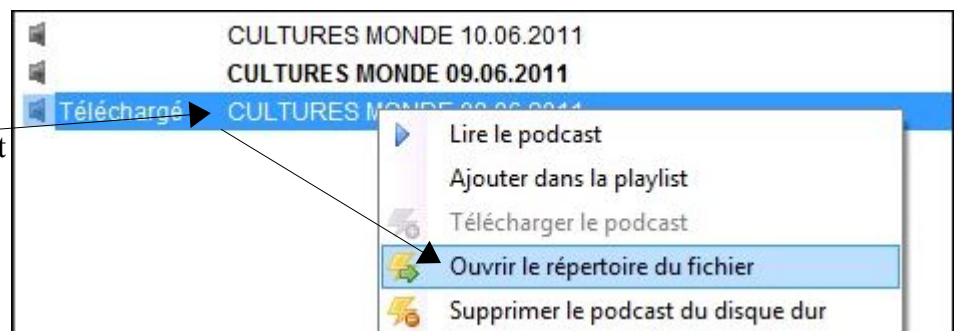 CULTURES MONDE 10.06.2011
CULTURES MONDE 09.06.2011
Téléchargé CULTURES
t
Lire le podcast
Ajouter dans la playlist
Télécharger le podcast
Ouvrir le répertoire du fichier
Supprimer le podcast du disque dur